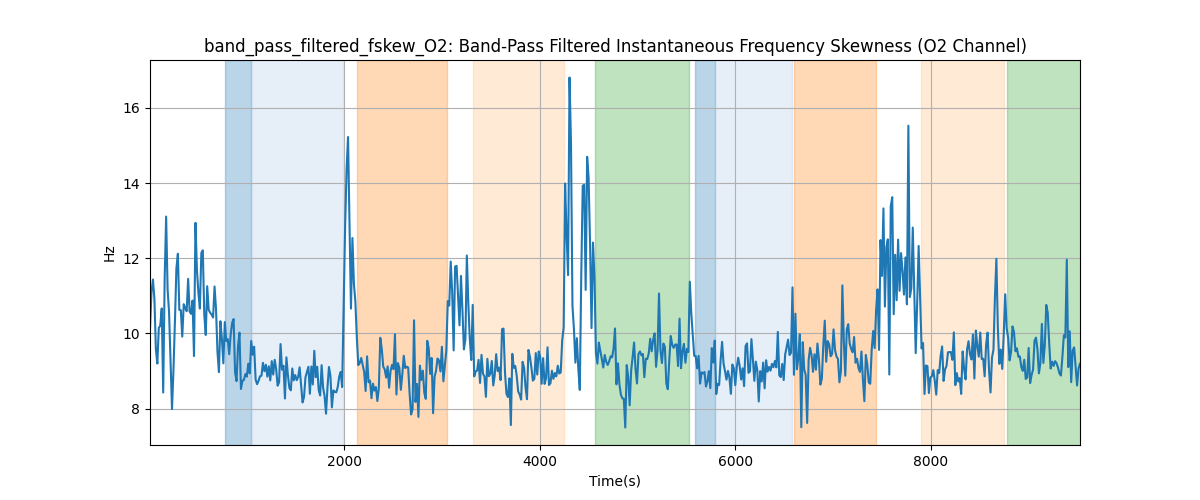 band_pass_filtered_fskew_O2: Band-Pass Filtered Instantaneous Frequency Skewness (O2 Channel)
16
14
12
10
8
Hz
2000 4000 6000 8000
Time(s)